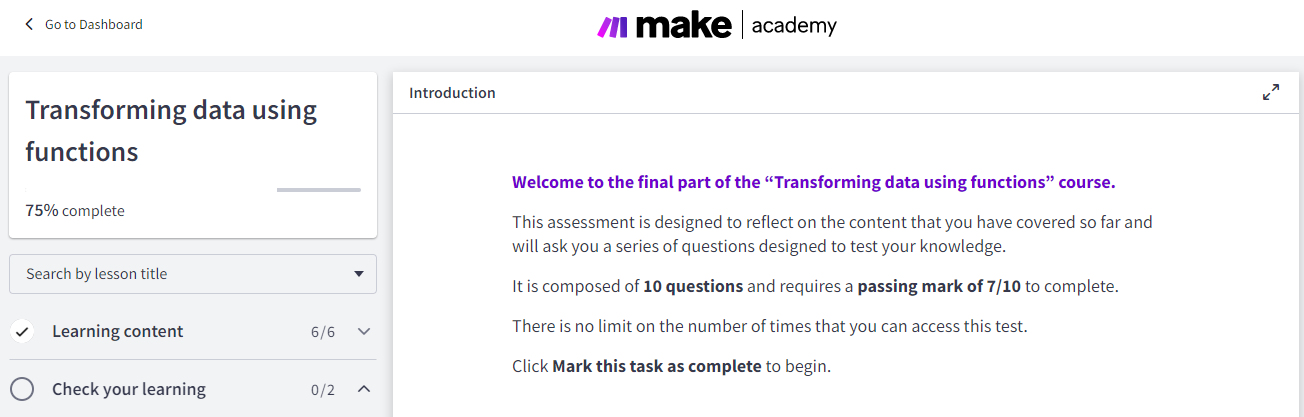 Go to Dashboard
make academy
Transforming data using
functions
75% complete
Search by lesson title
Learning content 6/6
Check your learning 0/2
Introduction
Welcome to the final part of the “Transforming data using functions” course.
This assessment is designed to reflect on the content that you have covered so far and
will ask you a series of questions designed to test your knowledge.
It is composed of 10 questions and requires a passing mark of 7/10 to complete.
There is no limit on the number of times that you can access this test.
Click Mark this task as complete to begin.